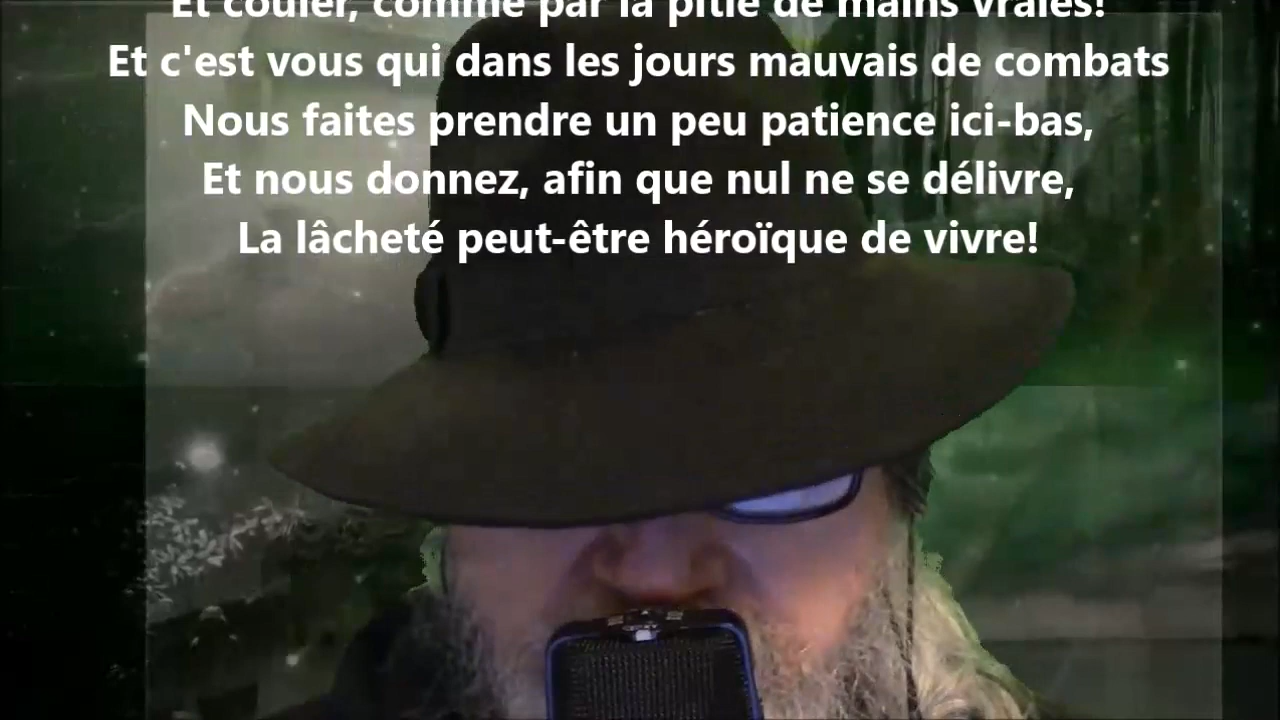 Et couler, comme par la pitié de mains vraies!
Et c'est vous qui dans les jours mauvais de combats
Nous faites prendre un peu patience ici-bas,
Et nous donnez, afin que nul ne se délivre,
La lâcheté peut-être héroïque de vivre!